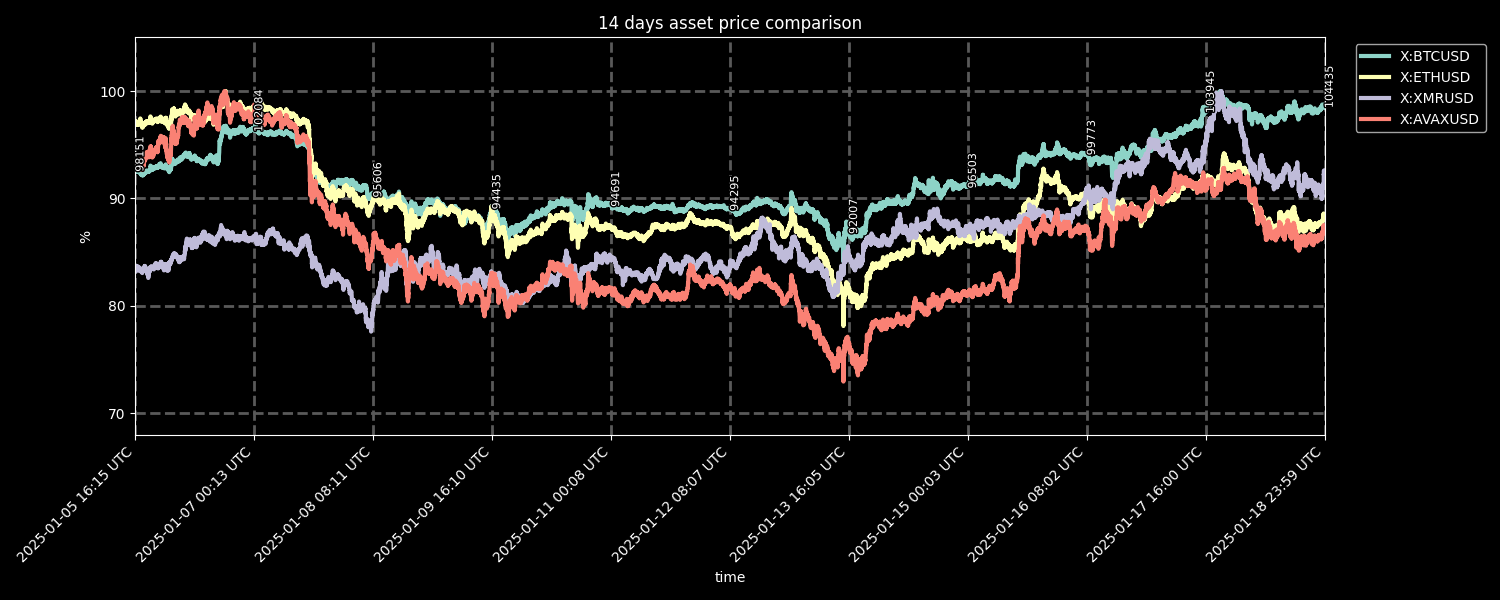 14 days asset price comparison
X:BTCUSD
X:ETHUSD
X:XMRUSD
X:AVAXUSD
%
100
90
80
70
98151
102084
95606
94435
94691
94295
92007
96503
99773
103945
104435
2025-01-05 16:15 UTC
2025-01-07 00:13 UTC
2025-01-08 08:11 UTC
2025-01-09 16:10 UTC
2025-01-11 00:08 UTC
2025-01-12 08:07 UTC
2025-01-13 16:05 UTC
2025-01-15 00:03 UTC
2025-01-16 08:02 UTC
2025-01-17 16:00 UTC
2025-01-18 23:59 UTC
time